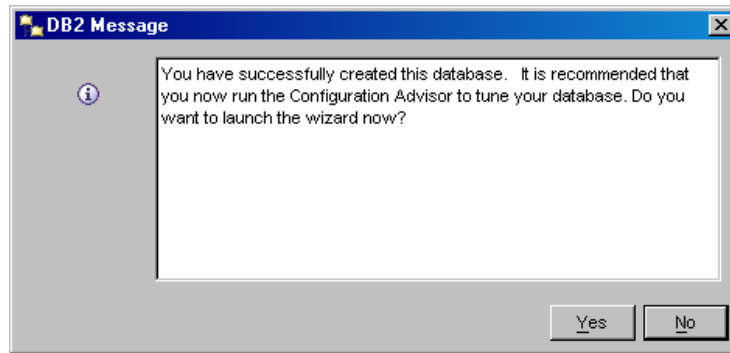 DB2 Message
You have successfully created this database.   It is recommended that
you now run the Configuration Advisor to tune your database. Do you
want to launch the wizard now?
Yes
No